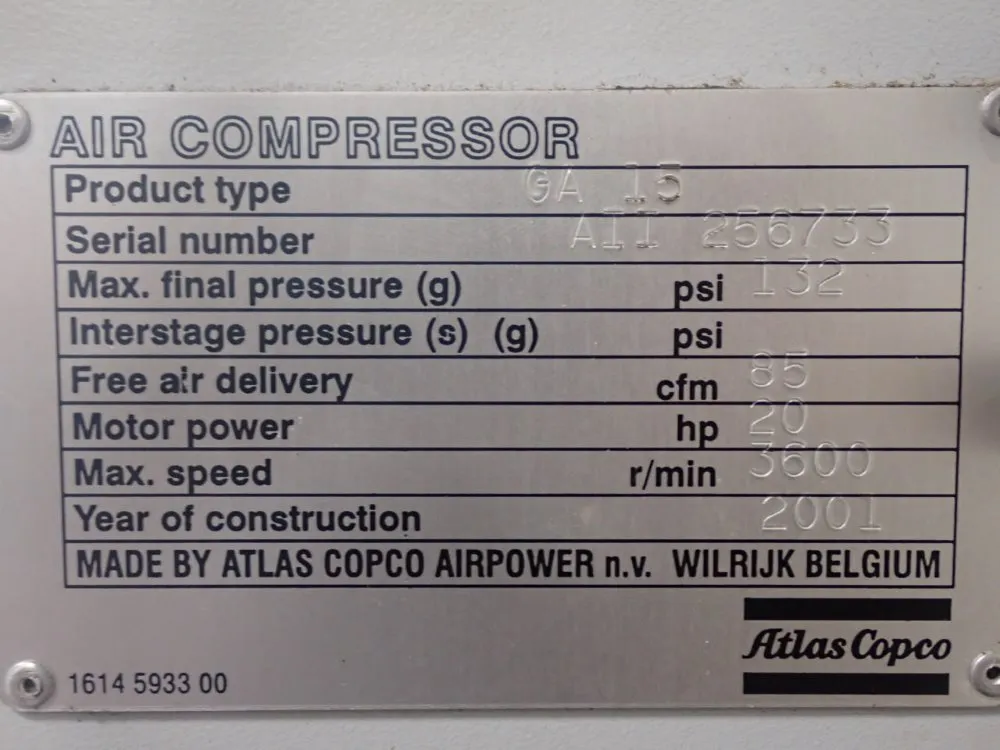 AIR COMPRESSOR
Product type GA 15
Serial number AII 256733
Max. final pressure (g) psi 132
Interstage pressure (s) (g) psi
Free air delivery cfm 85
Motor power hp 20
Max. speed r/min 3600
Year of construction 2001
MADE BY ATLAS COPCO AIRPOWER n.v. WILRIJK BELGIUM
Atlas Copco
1614 5933 00